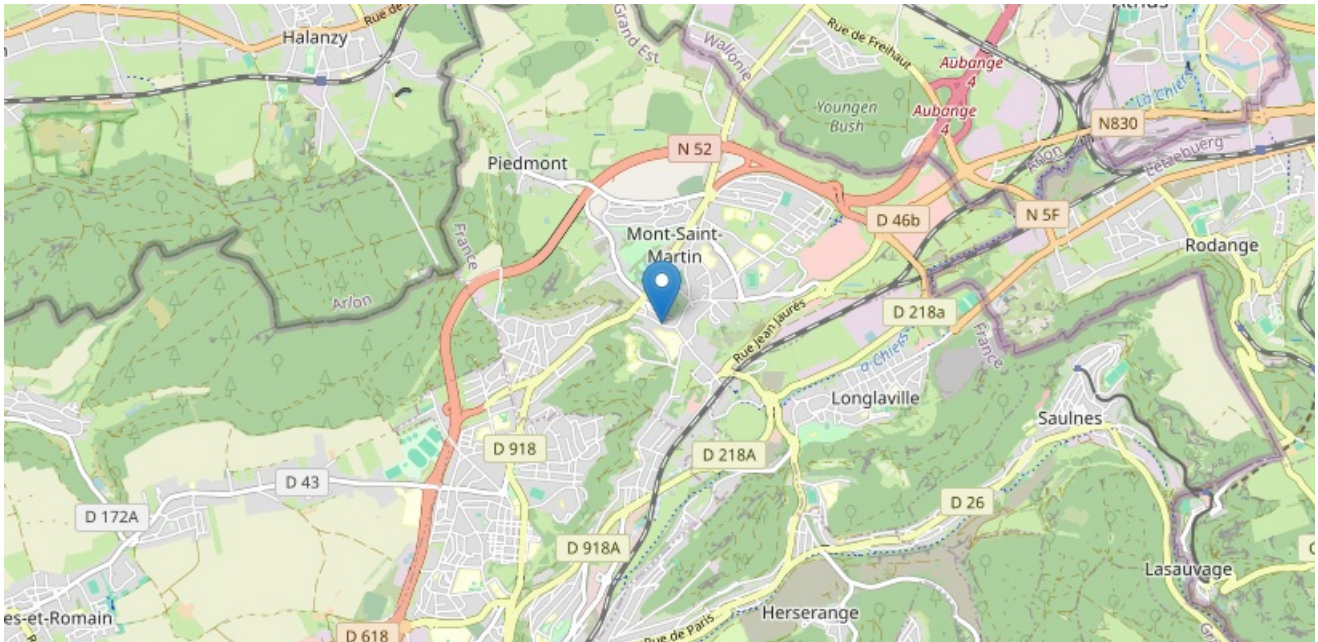 Halanzy
Rue de
Grand Est
Wallonie
Rue de Freihaut
Aubange
4
Aubange
4
Youngen
Bush
La Chiers
N830
Arlon
Lëtzebuerg
Piedmont
N 52
D 46b
N 5F
Rodange
France
Mont-Saint-
Martin
Arlon
Rue Jean Jaurès
D 218a
a Chiers
France
Longlaville
Saulnes
D 918
D 218A
D 43
D 26
D 172A
D 918A
Lasauvage
es-et-Romain
Herserange
D 618
Rue de Paris